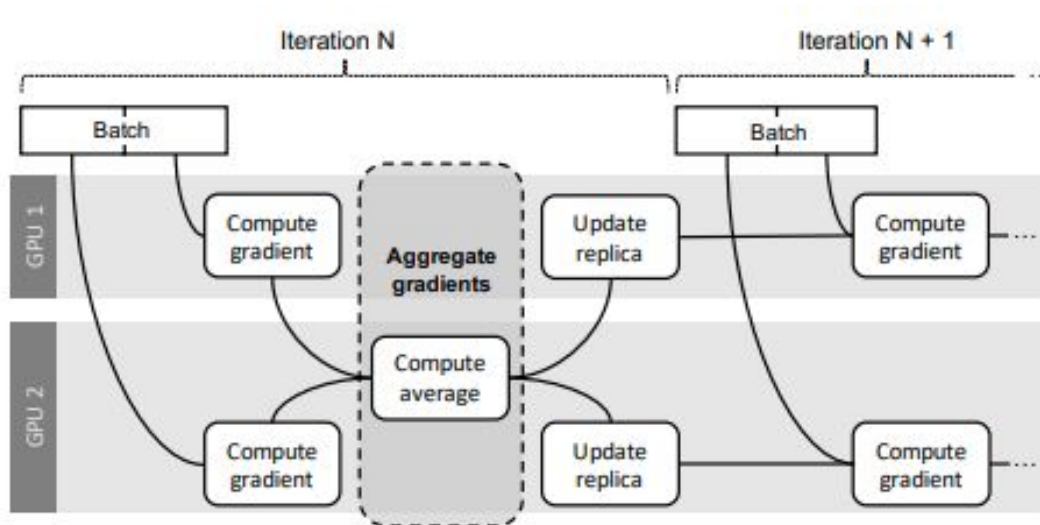 Iteration N
Iteration N + 1
Batch
Batch
GPU 1
Compute
gradient
Aggregate
gradients
Update
replica
Compute
gradient
...
GPU 2
Compute
average
Compute
gradient
Update
replica
Compute
gradient
...